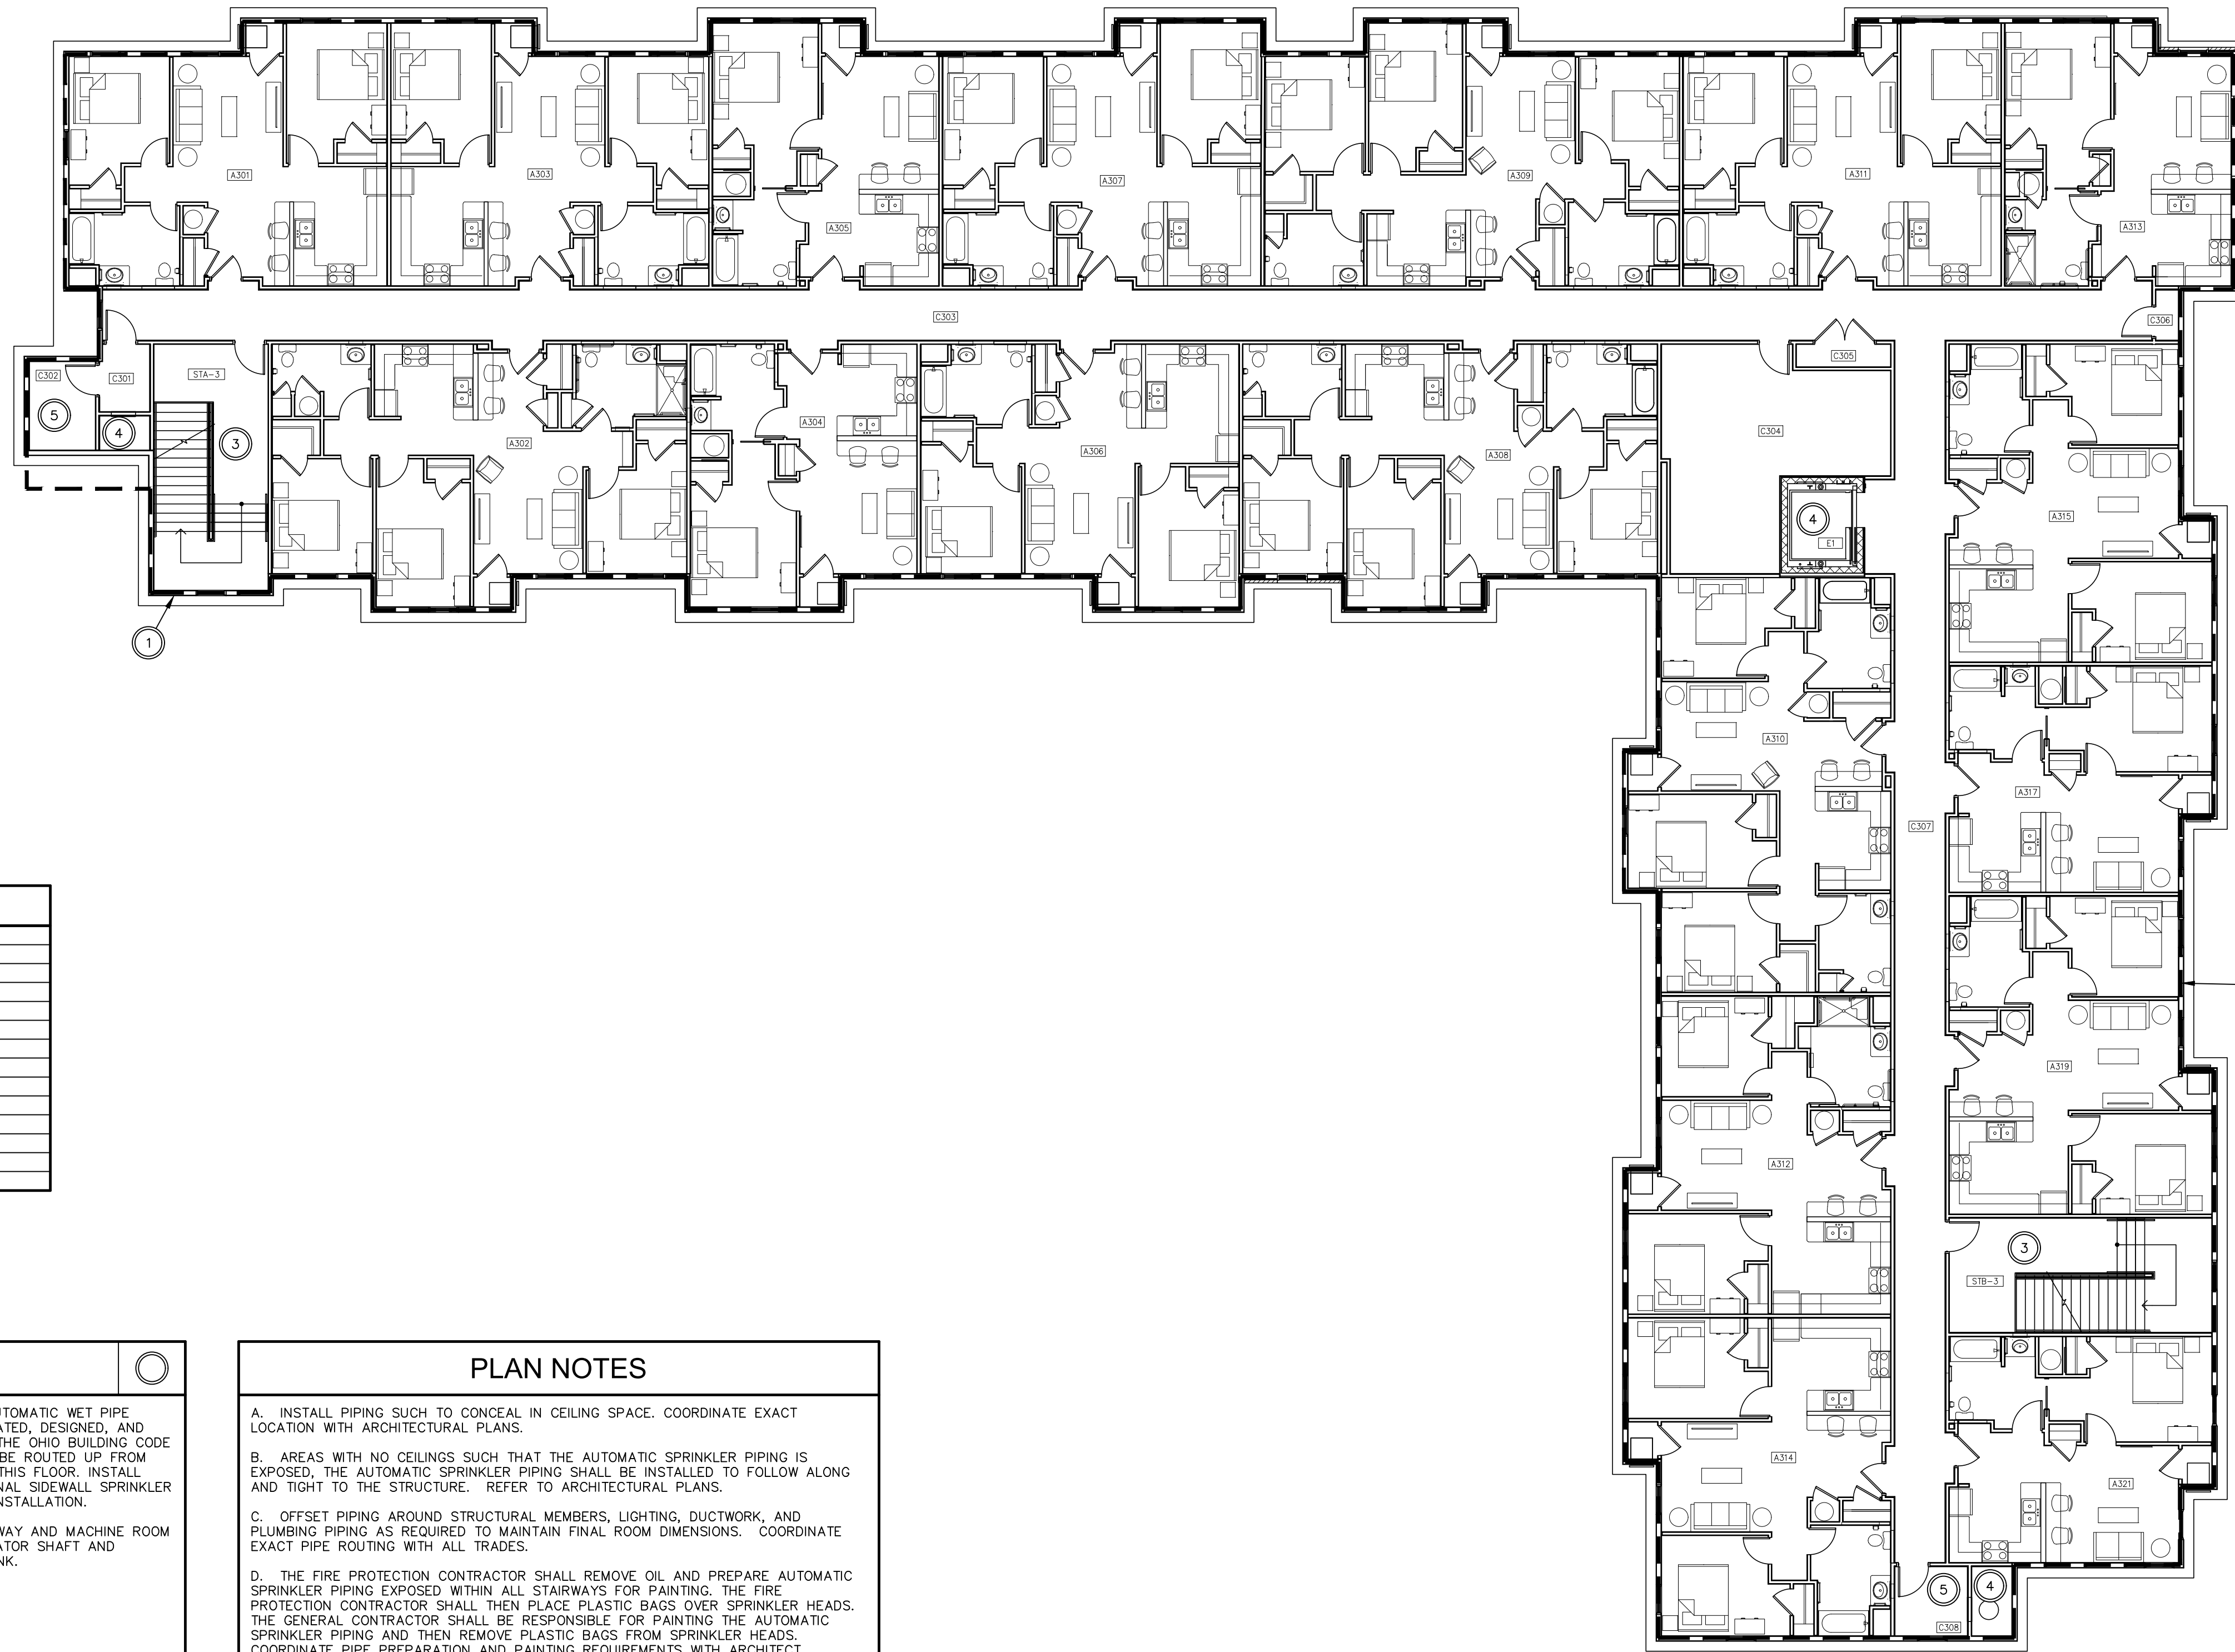 A301
A303
A305
A307
A309
A311
A313
C303
C306
C302
C301
STA-3
5
4
3
A302
A304
A306
A308
C304
C305
4
E1
1
A315
A310
A317
C307
A312
A319
3
STB-3
A314
A321
5
4
C308
UTOMATIC WET PIPE
ATED, DESIGNED, AND
THE OHIO BUILDING CODE
BE ROUTED UP FROM
THIS FLOOR. INSTALL
NAL SIDEWALL SPRINKLER
NSTALLATION.
WAY AND MACHINE ROOM
ATOR SHAFT AND
NK.
PLAN NOTES
A. INSTALL PIPING SUCH TO CONCEAL IN CEILING SPACE. COORDINATE EXACT
LOCATION WITH ARCHITECTURAL PLANS.
B. AREAS WITH NO CEILINGS SUCH THAT THE AUTOMATIC SPRINKLER PIPING IS
EXPOSED, THE AUTOMATIC SPRINKLER PIPING SHALL BE INSTALLED TO FOLLOW ALONG
AND TIGHT TO THE STRUCTURE. REFER TO ARCHITECTURAL PLANS.
C. OFFSET PIPING AROUND STRUCTURAL MEMBERS, LIGHTING, DUCTWORK, AND
PLUMBING PIPING AS REQUIRED TO MAINTAIN FINAL ROOM DIMENSIONS. COORDINATE
EXACT PIPE ROUTING WITH ALL TRADES.
D. THE FIRE PROTECTION CONTRACTOR SHALL REMOVE OIL AND PREPARE AUTOMATIC
SPRINKLER PIPING EXPOSED WITHIN ALL STAIRWAYS FOR PAINTING. THE FIRE
PROTECTION CONTRACTOR SHALL THEN PLACE PLASTIC BAGS OVER SPRINKLER HEADS.
THE GENERAL CONTRACTOR SHALL BE RESPONSIBLE FOR PAINTING THE AUTOMATIC
SPRINKLER PIPING AND THEN REMOVE PLASTIC BAGS FROM SPRINKLER HEADS.
COORDINATE PIPE PREPARATION AND PAINTING REQUIREMENTS WITH ARCHITECT